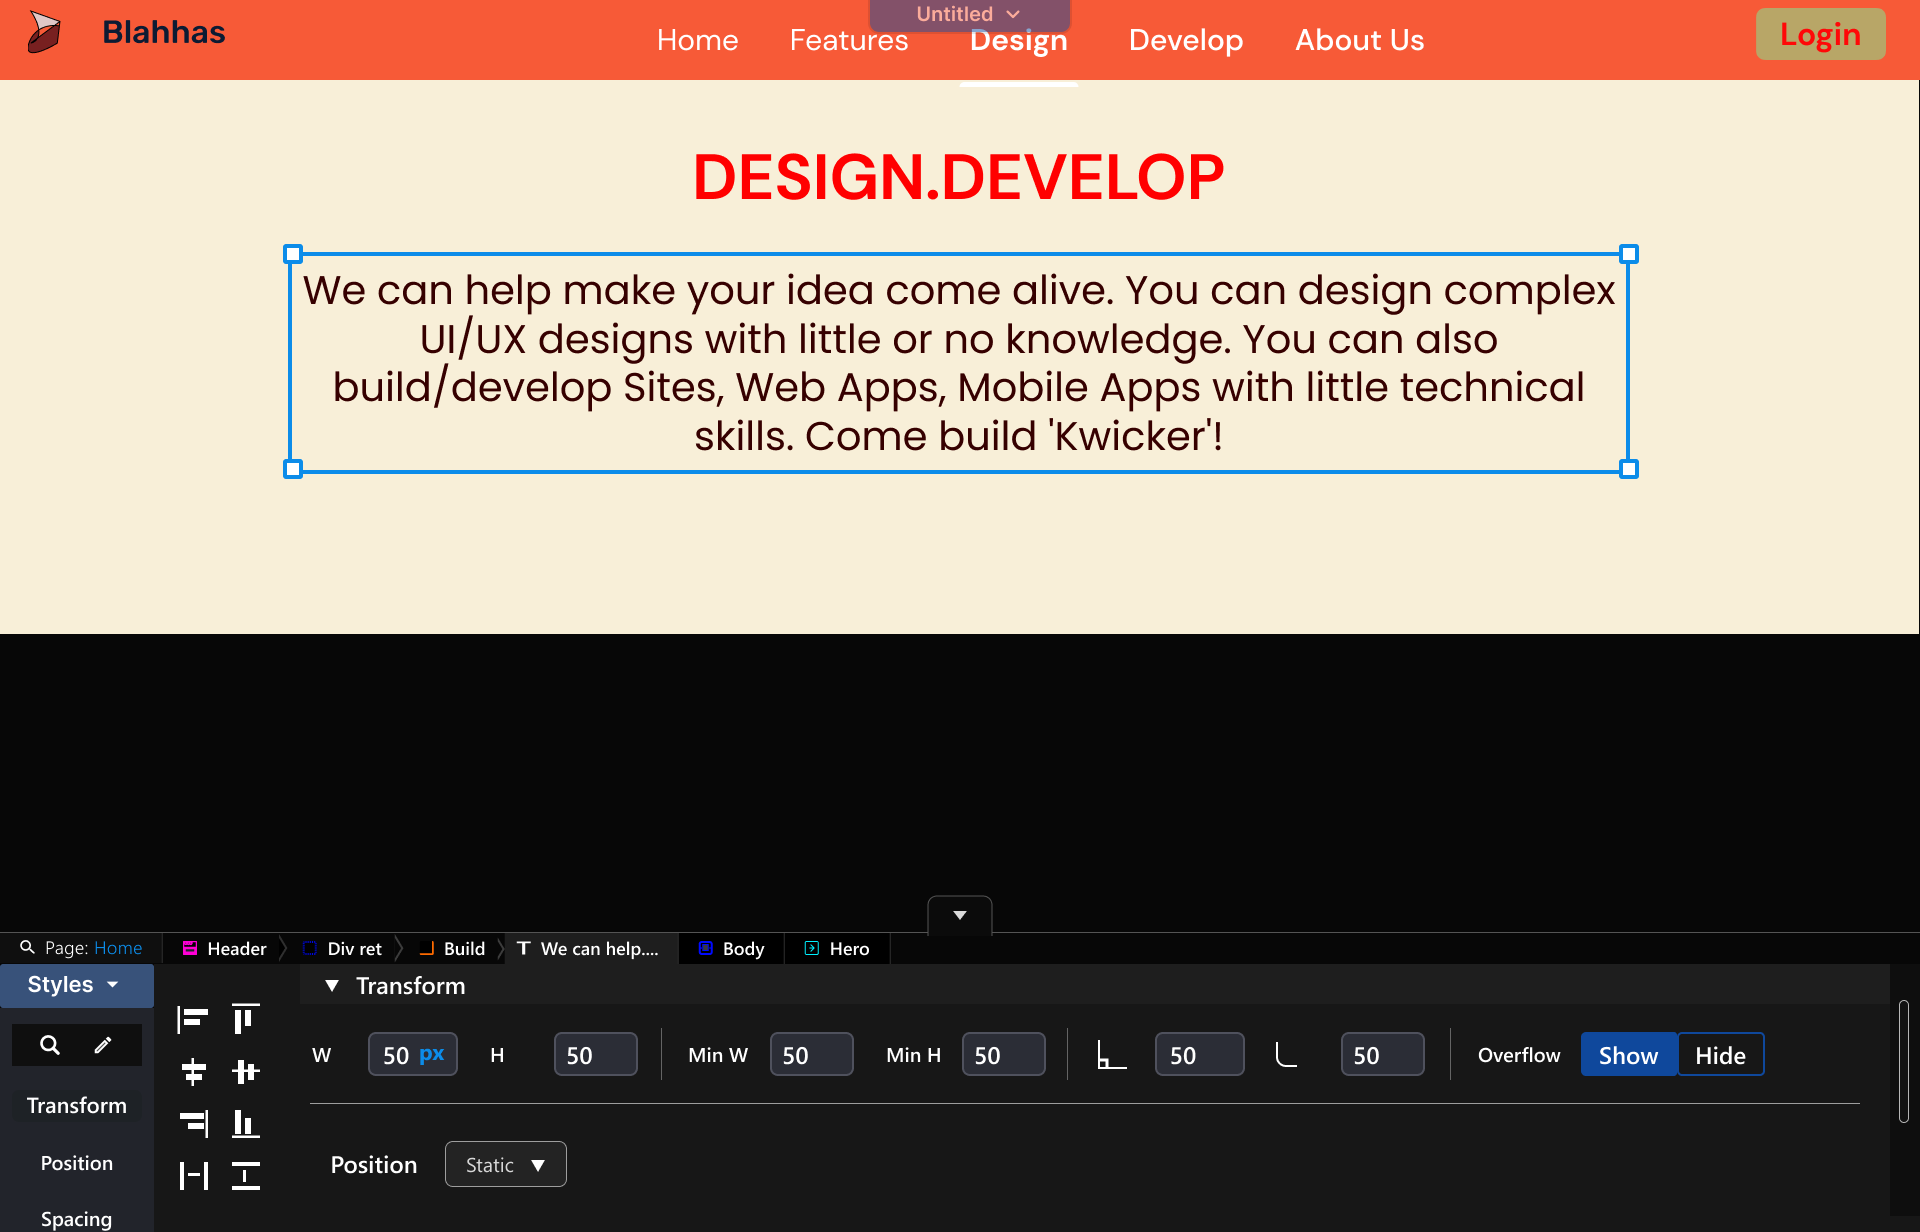 Blahhas
Untitled
Home Features Design Develop About Us
Login
DESIGN.DEVELOP
We can help make your idea come alive. You can design complex
UI/UX designs with little or no knowledge. You can also
build/develop Sites, Web Apps, Mobile Apps with little technical
skills. Come build 'Kwicker'!
Page: Home Header Div ret Build We can help.... Body Hero
Styles
Transform
W 50 px H 50 Min W 50 Min H 50 50 50 Overflow Show Hide
Transform
Position
Spacing
Position Static